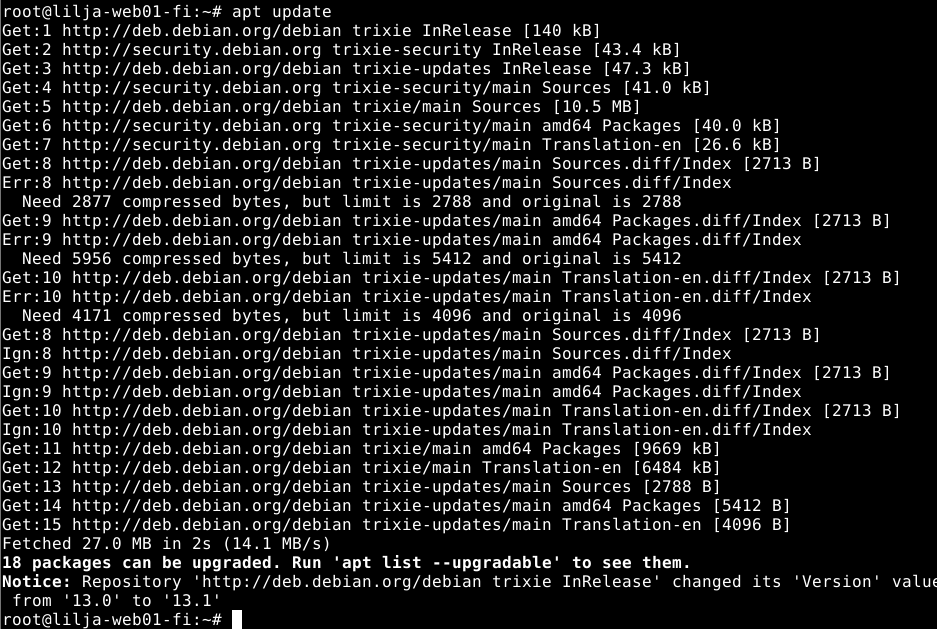 root@lilja-web01-fi:~# apt update
Get:1 http://deb.debian.org/debian trixie InRelease [140 kB]
Get:2 http://security.debian.org trixie-security InRelease [43.4 kB]
Get:3 http://deb.debian.org/debian trixie-updates InRelease [47.3 kB]
Get:4 http://security.debian.org trixie-security/main Sources [41.0 kB]
Get:5 http://deb.debian.org/debian trixie/main Sources [10.5 MB]
Get:6 http://security.debian.org trixie-security/main amd64 Packages [40.0 kB]
Get:7 http://security.debian.org trixie-security/main Translation-en [26.6 kB]
Get:8 http://deb.debian.org/debian trixie-updates/main Sources.diff/Index [2713 B]
Err:8 http://deb.debian.org/debian trixie-updates/main Sources.diff/Index
  Need 2877 compressed bytes, but limit is 2788 and original is 2788
Get:9 http://deb.debian.org/debian trixie-updates/main amd64 Packages.diff/Index [2713 B]
Err:9 http://deb.debian.org/debian trixie-updates/main amd64 Packages.diff/Index
  Need 5956 compressed bytes, but limit is 5412 and original is 5412
Get:10 http://deb.debian.org/debian trixie-updates/main Translation-en.diff/Index [2713 B]
Err:10 http://deb.debian.org/debian trixie-updates/main Translation-en.diff/Index
  Need 4171 compressed bytes, but limit is 4096 and original is 4096
Get:8 http://deb.debian.org/debian trixie-updates/main Sources.diff/Index [2713 B]
Ign:8 http://deb.debian.org/debian trixie-updates/main Sources.diff/Index
Get:9 http://deb.debian.org/debian trixie-updates/main amd64 Packages.diff/Index [2713 B]
Ign:9 http://deb.debian.org/debian trixie-updates/main amd64 Packages.diff/Index
Get:10 http://deb.debian.org/debian trixie-updates/main Translation-en.diff/Index [2713 B]
Ign:10 http://deb.debian.org/debian trixie-updates/main Translation-en.diff/Index
Get:11 http://deb.debian.org/debian trixie/main amd64 Packages [9669 kB]
Get:12 http://deb.debian.org/debian trixie/main Translation-en [6484 kB]
Get:13 http://deb.debian.org/debian trixie-updates/main Sources [2788 B]
Get:14 http://deb.debian.org/debian trixie-updates/main amd64 Packages [5412 B]
Get:15 http://deb.debian.org/debian trixie-updates/main Translation-en [4096 B]
Fetched 27.0 MB in 2s (14.1 MB/s)
18 packages can be upgraded. Run 'apt list --upgradable' to see them.
Notice: Repository 'http://deb.debian.org/debian trixie InRelease' changed its 'Version' value
 from '13.0' to '13.1'
root@lilja-web01-fi:~#